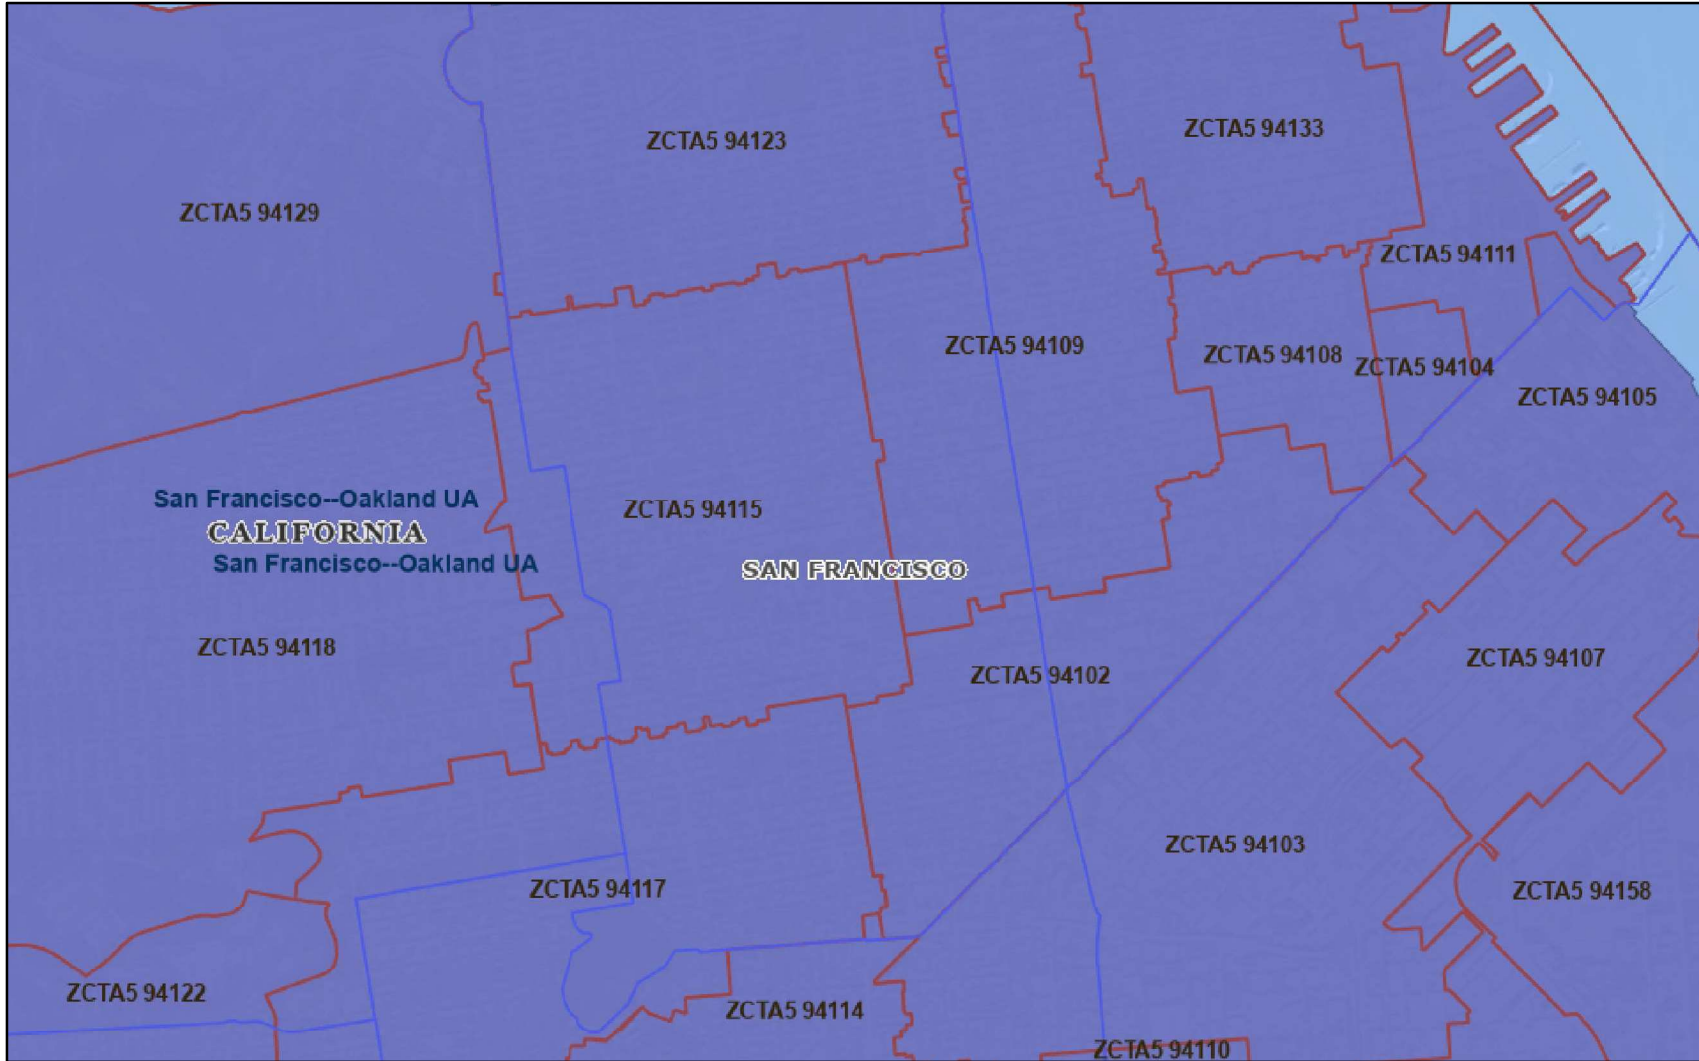 ZCTA5 94133
ZCTA5 94123
ZCTA5 94129
ZCTA5 94111
ZCTA5 94109
ZCTA5 94108
ZCTA5 94104
ZCTA5 94105
San Francisco--Oakland UA
ZCTA5 94115
CALIFORNIA
San Francisco--Oakland UA
SAN FRANCISCO
ZCTA5 94118
ZCTA5 94107
ZCTA5 94102
ZCTA5 94103
ZCTA5 94117
ZCTA5 94158
ZCTA5 94122
ZCTA5 94114
ZCTA5 94110